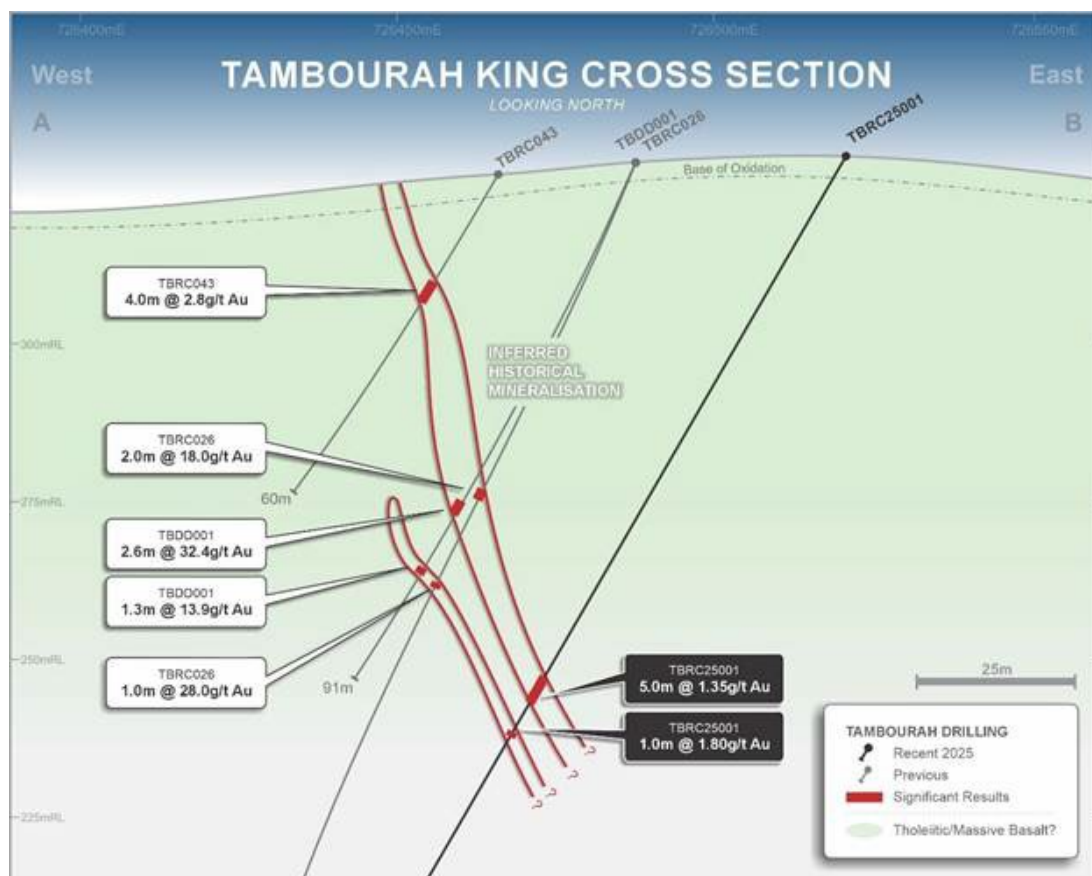 726400mE
726450mE
726500mE
726550mE
West
TAMBOURAH KING CROSS SECTION
East
LOOKING NORTH
A
B
TBRC043
TBDD001
TBRC026
TBRC25001
Base of Oxidation
TBRC043
4.0m @ 2.8g/t Au
300mRL
INFERRED
HISTORICAL
MINERALISATION
TBRC026
2.0m @ 18.0g/t Au
60m
275mRL
TBDD001
2.6m @ 32.4g/t Au
TBDD001
1.3m @ 13.9g/t Au
250mRL
TBRC026
1.0m @ 28.0g/t Au
91m
TBRC25001
5.0m @ 1.35g/t Au
25m
TBRC25001
1.0m @ 1.80g/t Au
?
?
?
?
TAMBOURAH DRILLING
Recent 2025
Previous
Significant Results
Tholeiitic/Massive Basalt?
225mRL